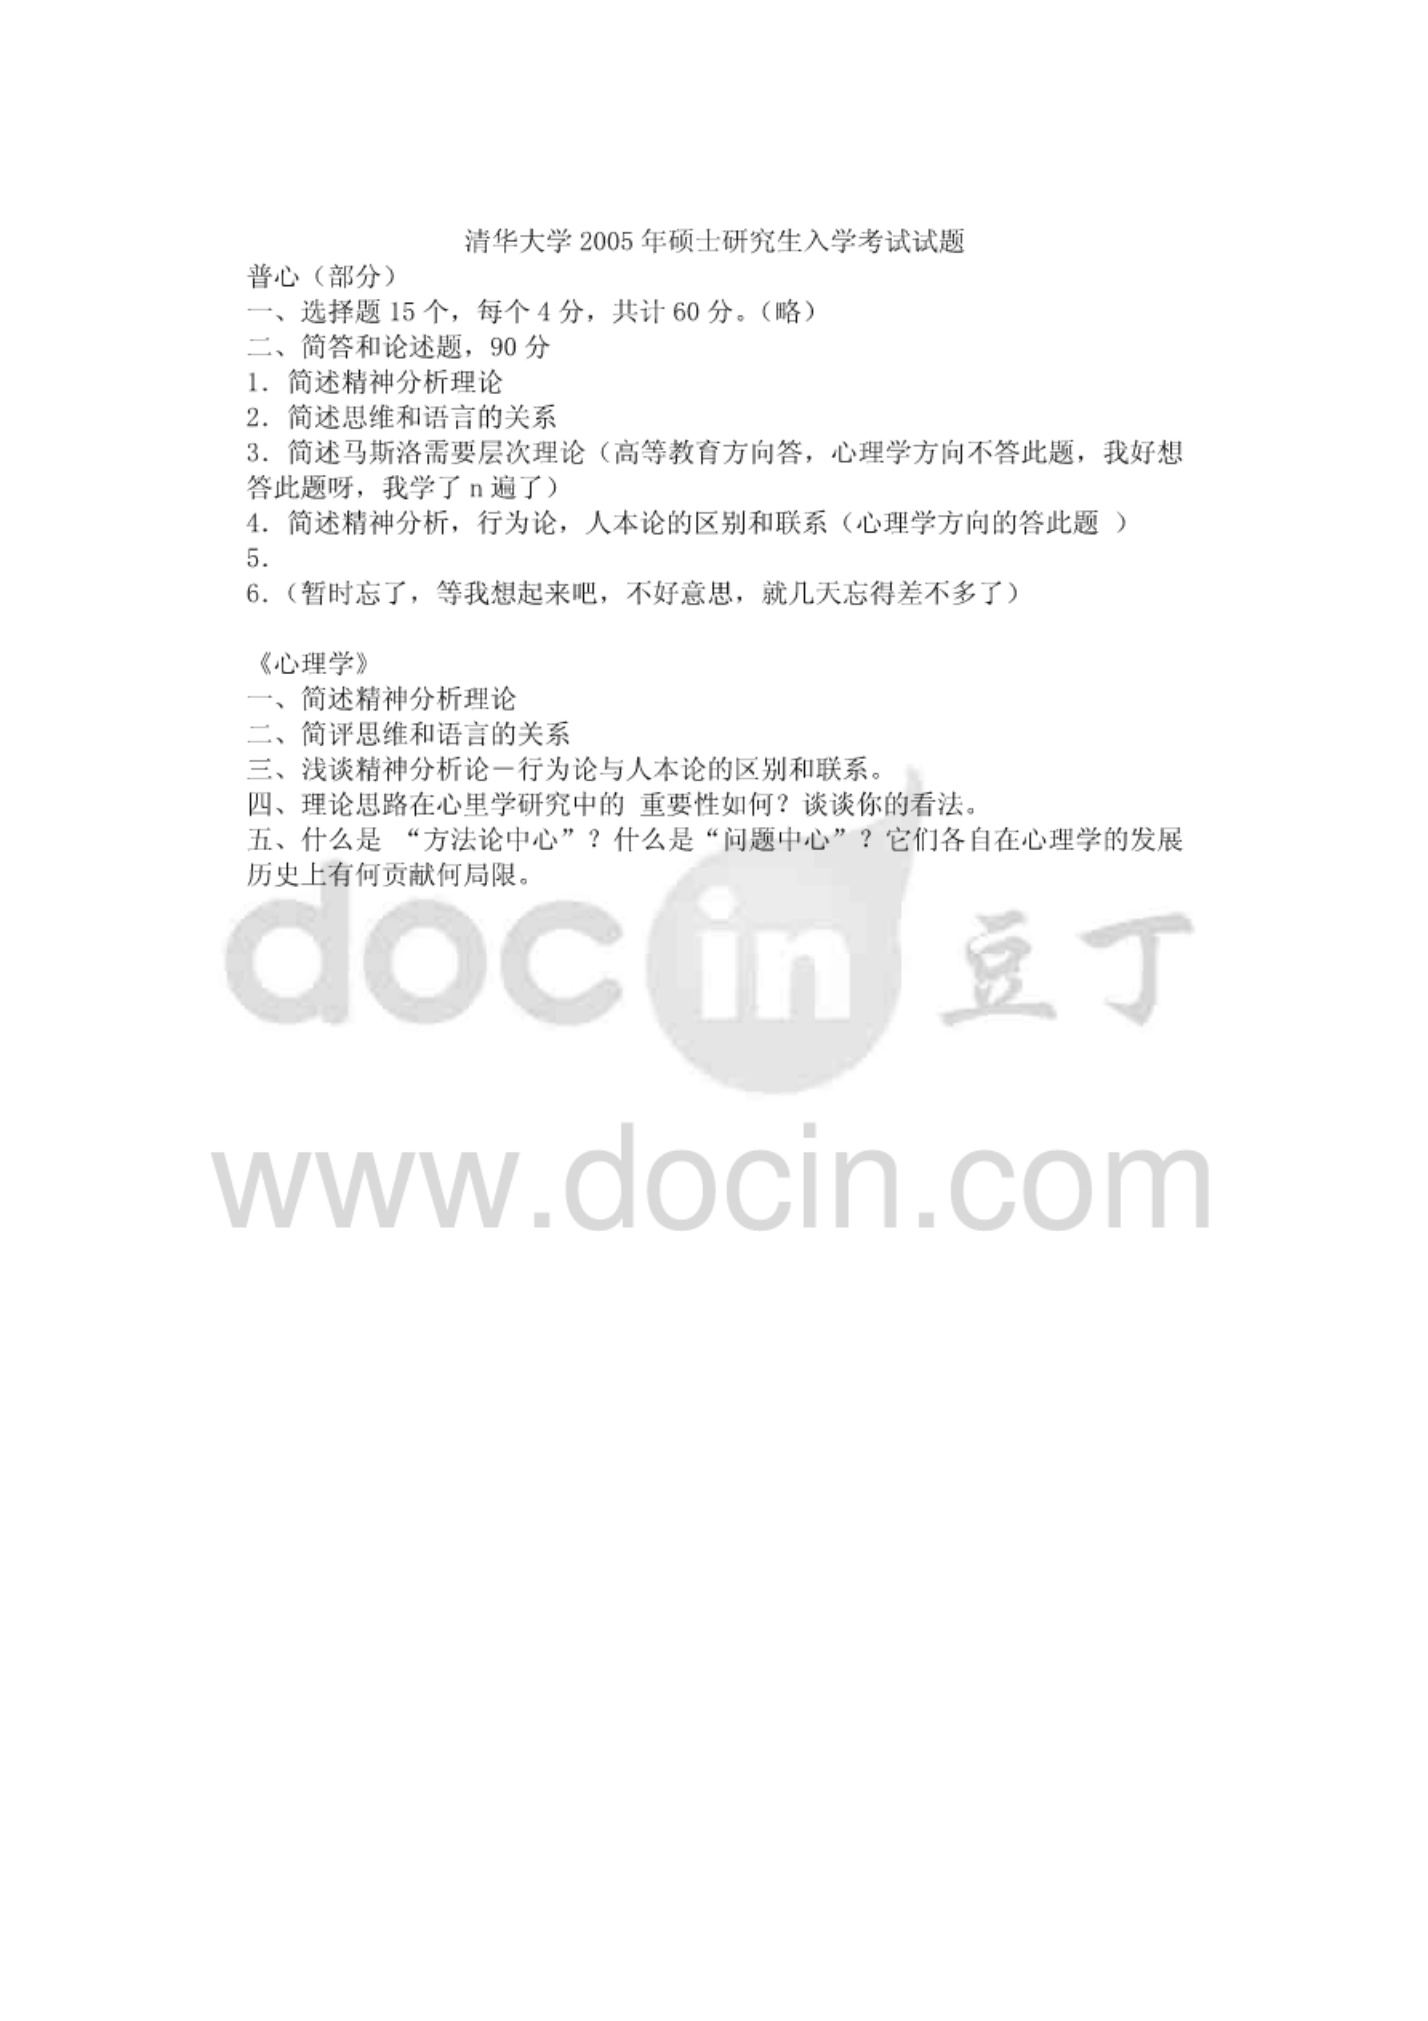 清华大学 2005 年硕士研究生入学考试试题
普心（部分）
一、选择题 15 个，每个 4 分，共计 60 分。（略）
二、简答和论述题，90 分
1．简述精神分析理论
2．简述思维和语言的关系
3．简述马斯洛需要层次理论（高等教育方向答，心理学方向不答此题，我好想
答此题呀，我学了 n 遍了）
4．简述精神分析，行为论，人本论的区别和联系（心理学方向的答此题 ）
5．
6．（暂时忘了，等我想起来吧，不好意思，就几天忘得差不多了）
《心理学》
一、简述精神分析理论
二、简评思维和语言的关系
三、浅谈精神分析论－行为论与人本论的区别和联系。
四、理论思路在心里学研究中的 重要性如何？谈谈你的看法。
五、什么是 “方法论中心”？什么是“问题中心”？它们各自在心理学的发展
历史上有何贡献何局限。
docin 豆丁
www.docin.com